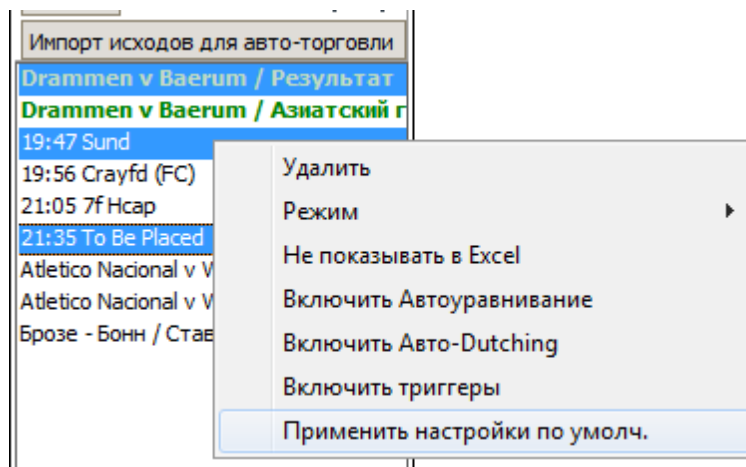 Импорт исходов для авто-торговли
Drammen v Baerum / Результат
Drammen v Baerum / Азиатский г
19:47 Sund
19:56 Crayfd (FC)
21:05 7f Hcap
21:35 To Be Placed
Atletico Nacional v
Atletico Nacional v
Брозе - Бонн / Став
Удалить
Режим
Не показывать в Excel
Включить Автоуравнивание
Включить Авто-Dutching
Включить триггеры
Применить настройки по умолч.